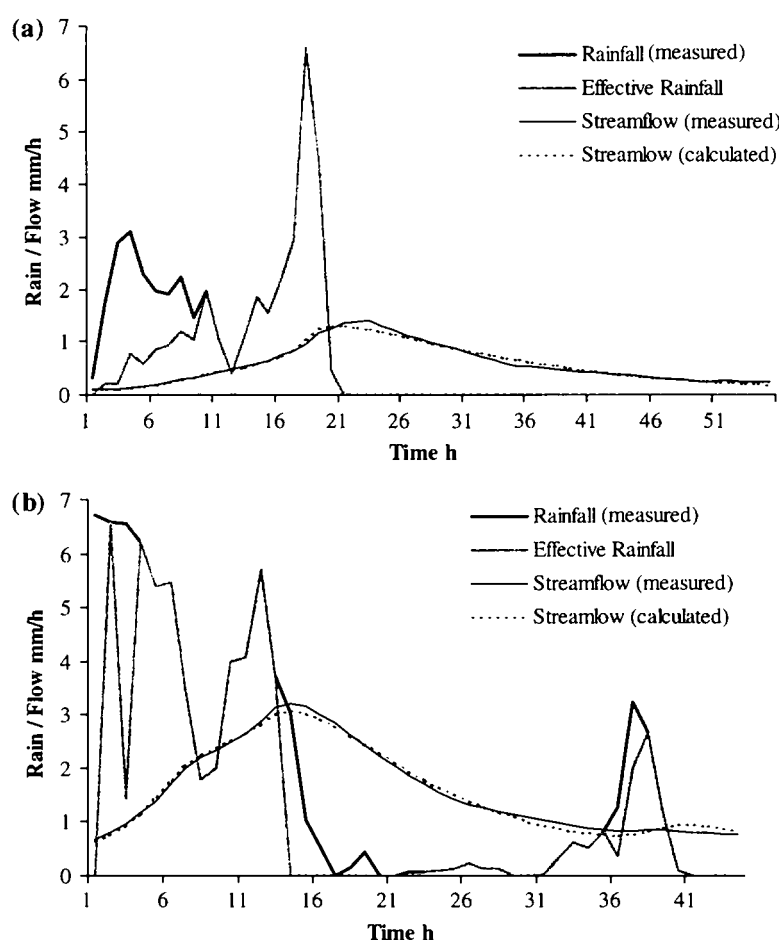 (a)
7
6
5
4
3
2
1
0
Rain / Flow mm/h
Rainfall (measured)
Effective Rainfall
Streamflow (measured)
Streamlow (calculated)
1 6 11 16 21 26 31 36 41 46 51
Time h
(b)
7
6
5
4
3
2
1
0
Rain / Flow mm/h
Rainfall (measured)
Effective Rainfall
Streamflow (measured)
Streamlow (calculated)
1 6 11 16 21 26 31 36 41
Time h